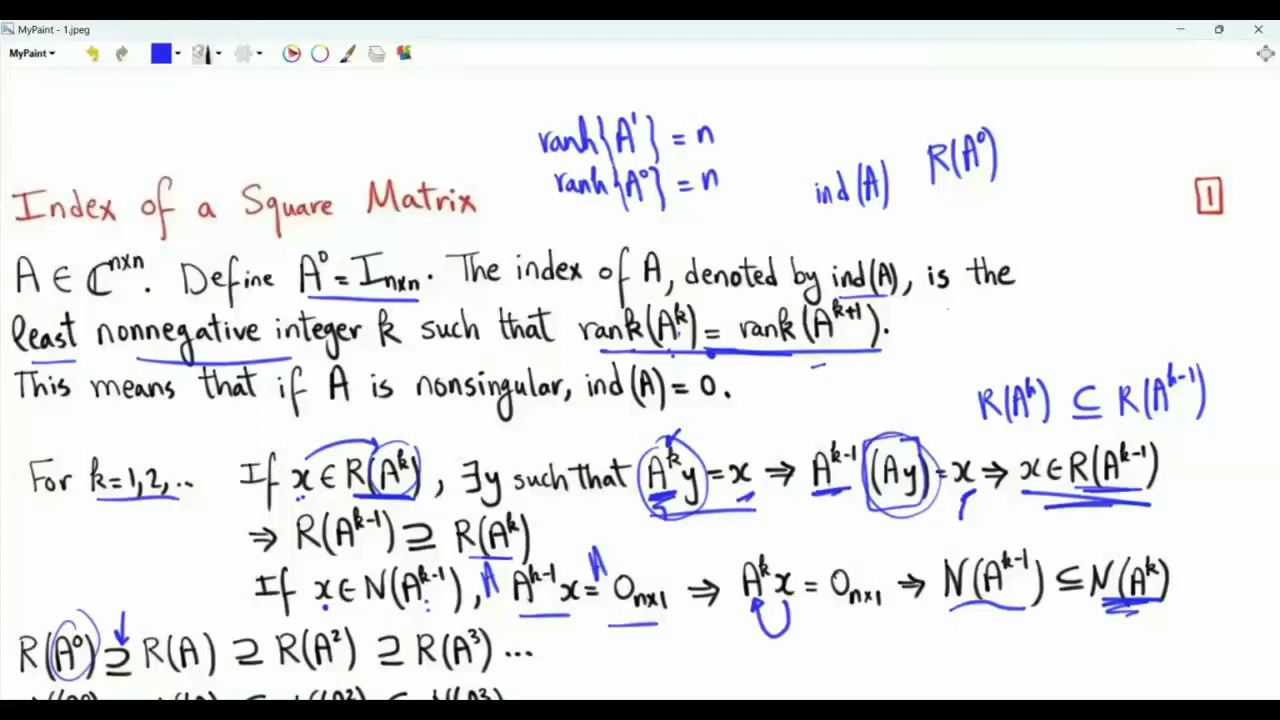 MyPaint - 1.jpeg
MyPaint
rank{A¹} = n
rank{A⁰} = n
ind(A)
R(A⁰)
Index of a Square Matrix
1
A ∈ ℂⁿˣⁿ. Define A⁰ = Iₙₓₙ. The index of A, denoted by ind(A), is the
least nonnegative integer k such that rank(Aᵏ) = rank(Aᵏ⁺¹).
This means that if A is nonsingular, ind(A) = 0.
R(Aᵏ) ⊆ R(Aᵏ⁻¹)
For k=1,2,... If x ∈ R(Aᵏ), ∃y such that Aᵏy = x ⇒ Aᵏ⁻¹(Ay) = x ⇒ x ∈ R(Aᵏ⁻¹)
⇒ R(Aᵏ⁻¹) ⊇ R(Aᵏ)
If x ∈ N(Aᵏ⁻¹), A Aᵏ⁻¹x = A 0ₙₓ₁ ⇒ Aᵏx = 0ₙₓ₁ ⇒ N(Aᵏ⁻¹) ⊆ N(Aᵏ)
R(A⁰) ⊇ R(A) ⊇ R(A²) ⊇ R(A³) ...